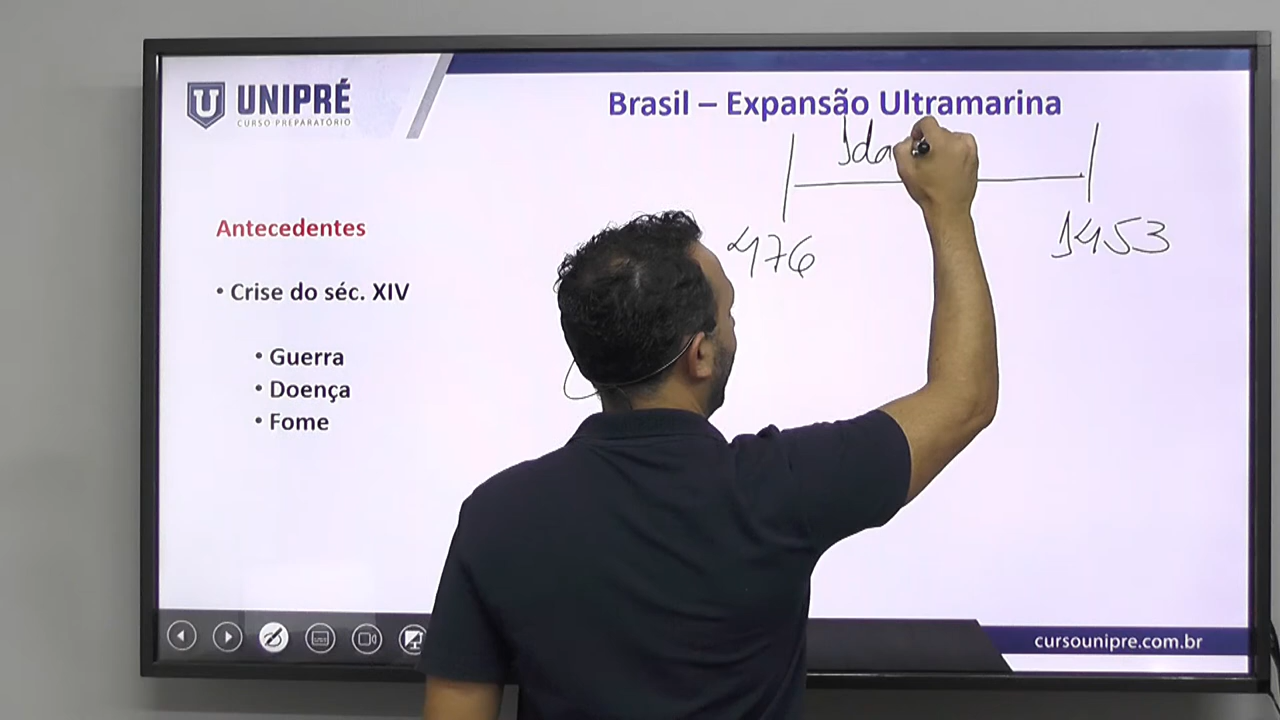 UNIPRÉ
CURSO PREPARATÓRIO
Brasil – Expansão Ultramarina
476
1453
Antecedentes
• Crise do séc. XIV
• Guerra
• Doença
• Fome
cursounipre.com.br